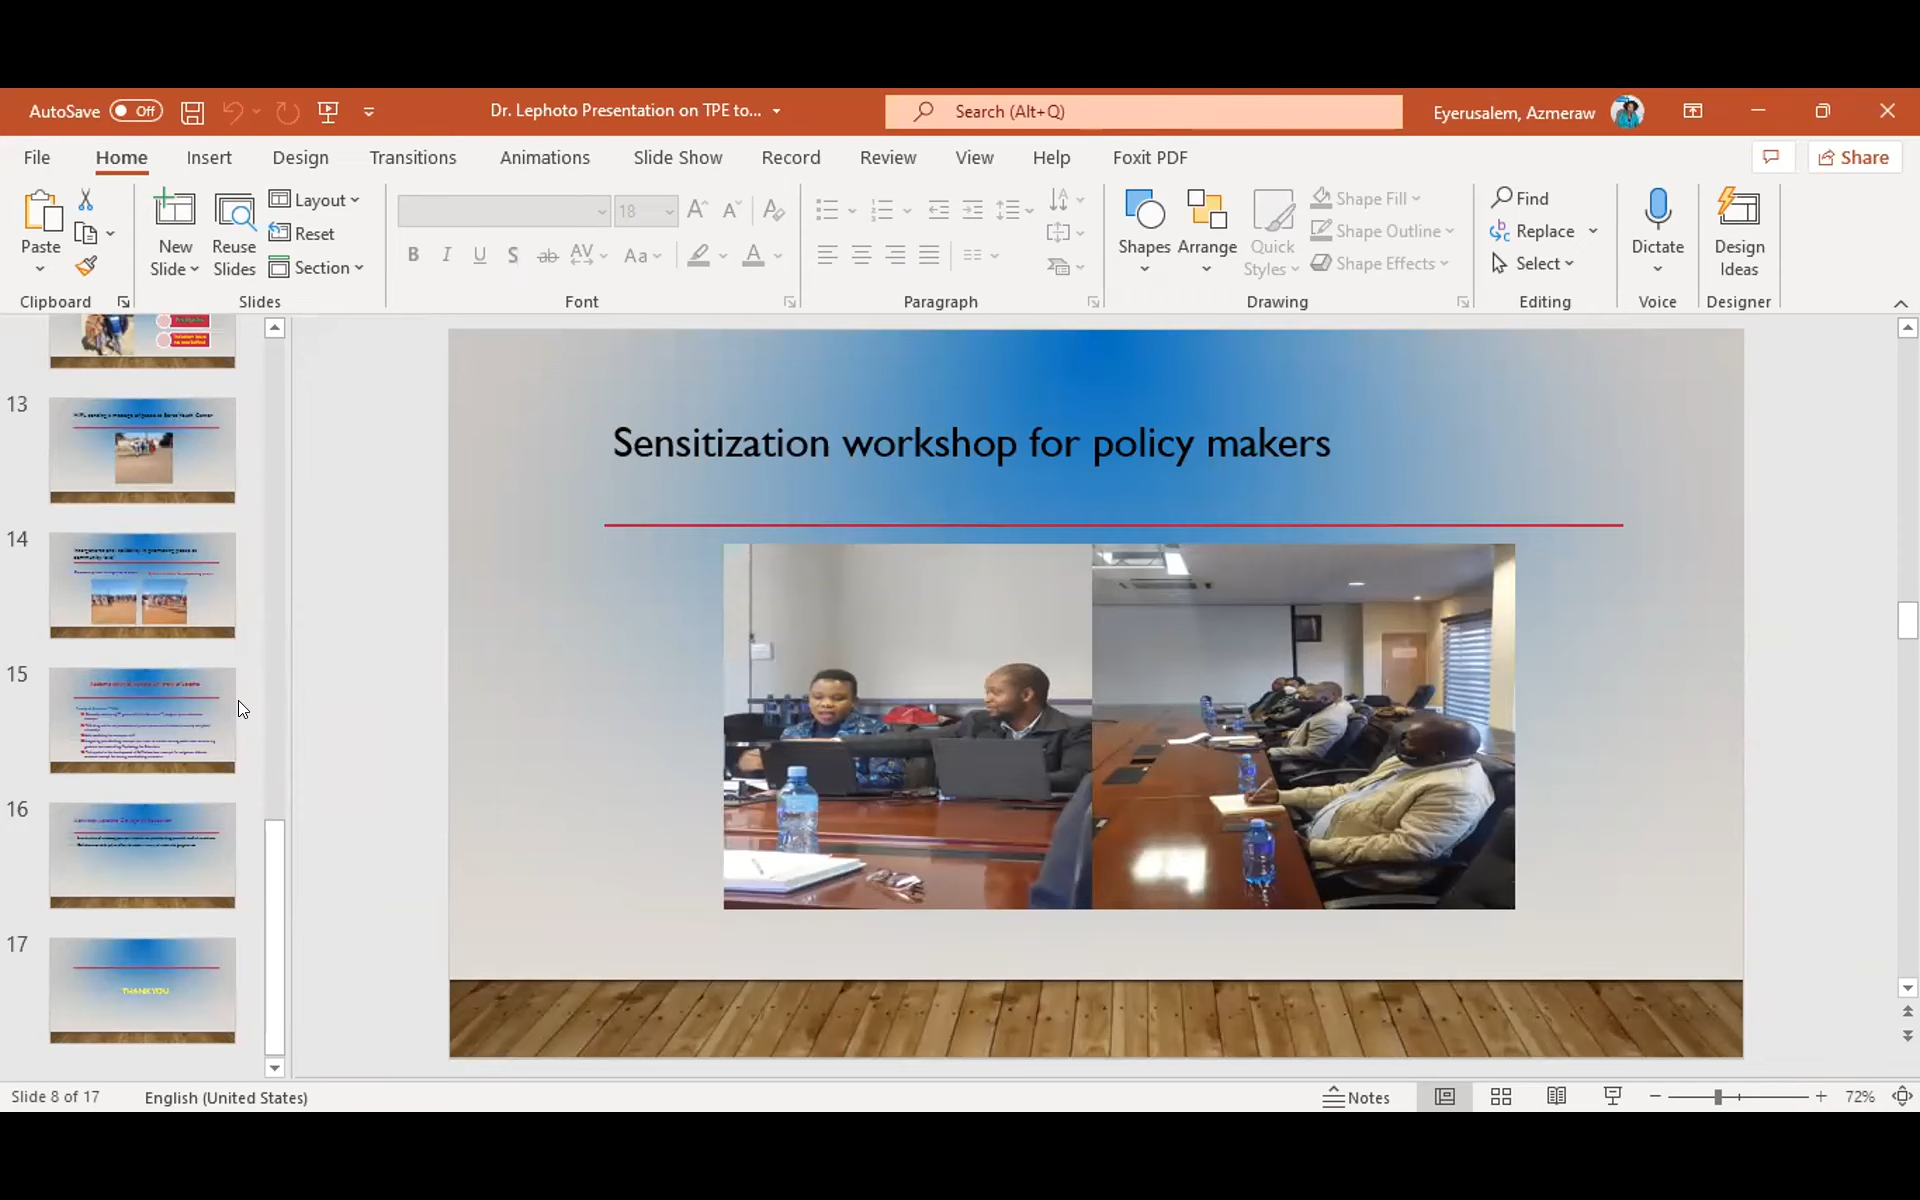 AutoSave Off
Dr. Lephoto Presentation on TPE to...
Search (Alt+Q)
Eyerusalem, Azmeraw
File Home Insert Design Transitions Animations Slide Show Record Review View Help Foxit PDF
Share
Paste
Clipboard
New Slide
Reuse Slides
Layout
Reset
Section
Slides
18
Font
Paragraph
Shapes
Arrange
Quick Styles
Shape Fill
Shape Outline
Shape Effects
Drawing
Find
Replace
Select
Editing
Dictate
Voice
Design Ideas
Designer
13
14
15
16
17
THANK YOU
Sensitization workshop for policy makers
Slide 8 of 17
English (United States)
Notes
72%